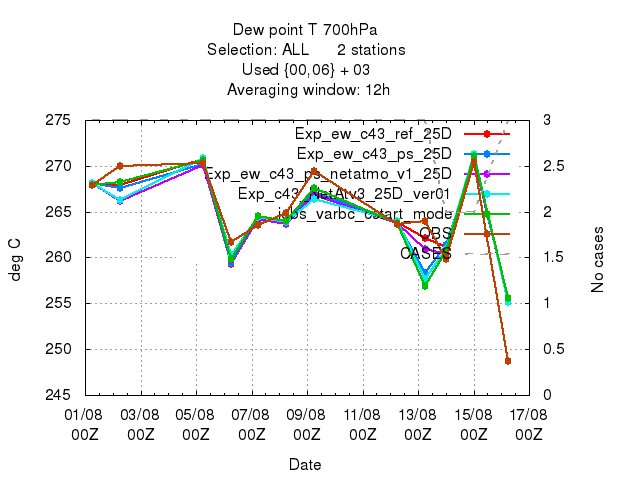 Dew point T 700hPa
Selection: ALL 2 stations
Used {00,06} + 03
Averaging window: 12h
275
270
265
260
255
250
245
3
2.5
2
1.5
1
0.5
0
deg C
No cases
Exp_ew_c43_ref_25D
Exp_ew_c43_ps_25D
Exp_ew_c43_ps_netatmo_v1_25D
Exp_c43_NetAtv3_25D_ver01
OBS
CASES
01/08 03/08 05/08 07/08 09/08 11/08 13/08 15/08 17/08
00Z 00Z 00Z 00Z 00Z 00Z 00Z 00Z 00Z
Date